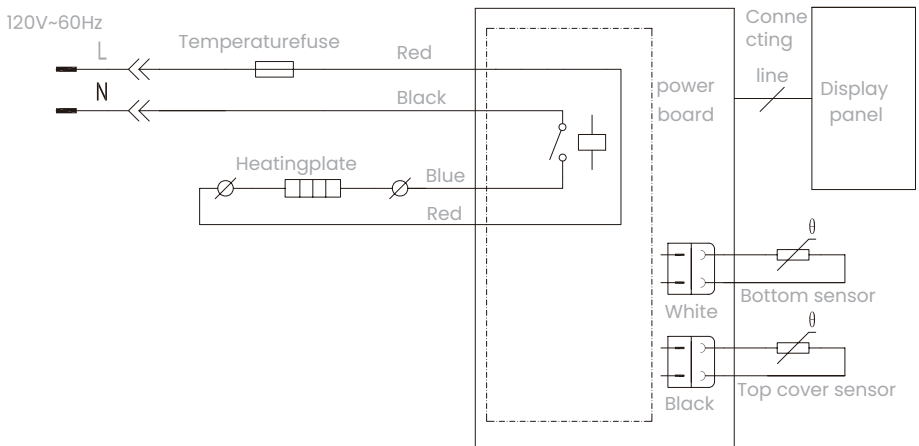 120V~60Hz
L
Temperaturefuse
Red
N
Black
Heatingplate
Blue
Red
power
board
Conne
cting
line
Display
panel
θ
White
Bottom sensor
θ
Black
Top cover sensor